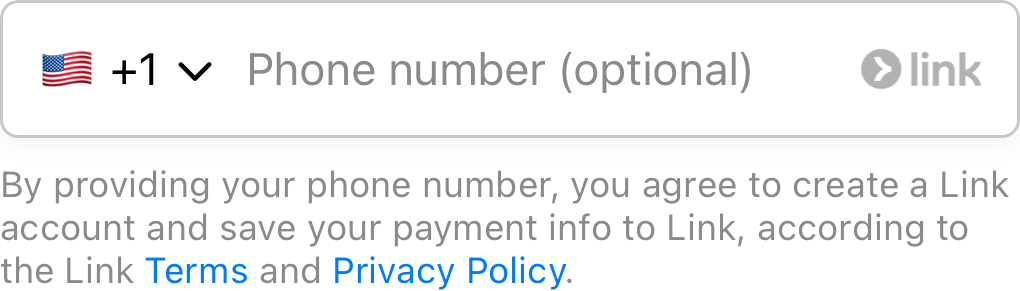 +1 Phone number (optional) link
By providing your phone number, you agree to create a Link
account and save your payment info to Link, according to
the Link Terms and Privacy Policy.